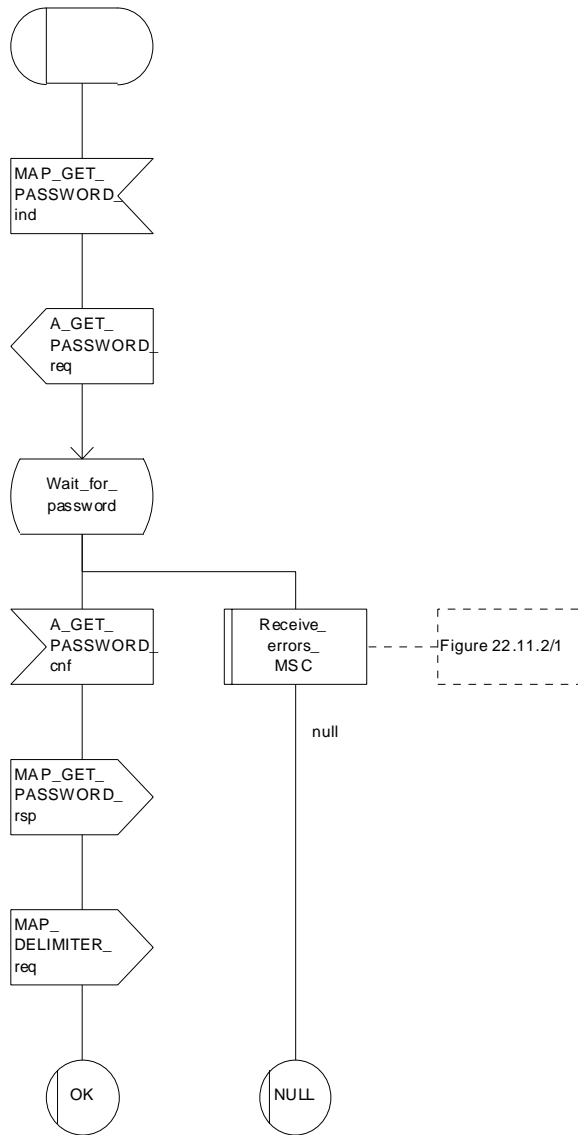 MAP_GET_
PASSWORD_
ind
A_GET_
PASSWORD_
req
Wait_for_
password
A_GET_
PASSWORD_
cnf
Receive_
errors_
MSC
Figure 22.11.2/1
null
MAP_GET_
PASSWORD_
rsp
MAP_
DELIMITER_
req
OK
NULL